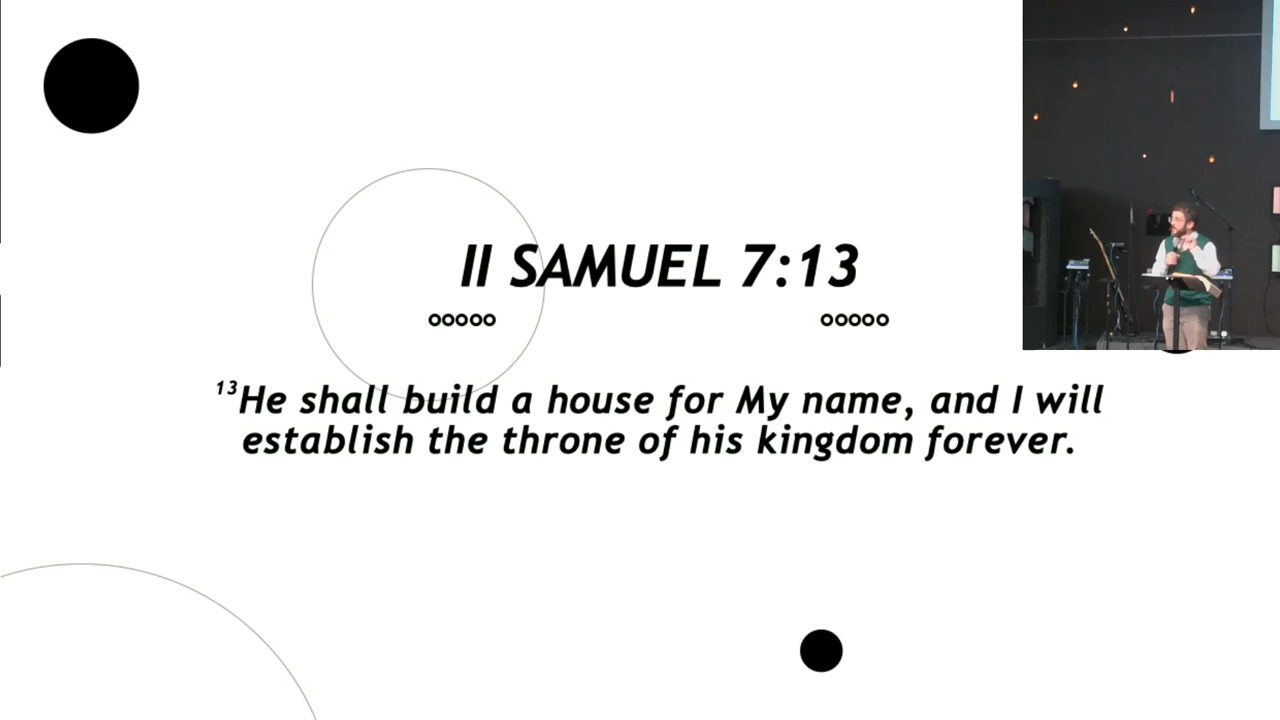 II SAMUEL 7:13
13He shall build a house for My name, and I will
establish the throne of his kingdom forever.